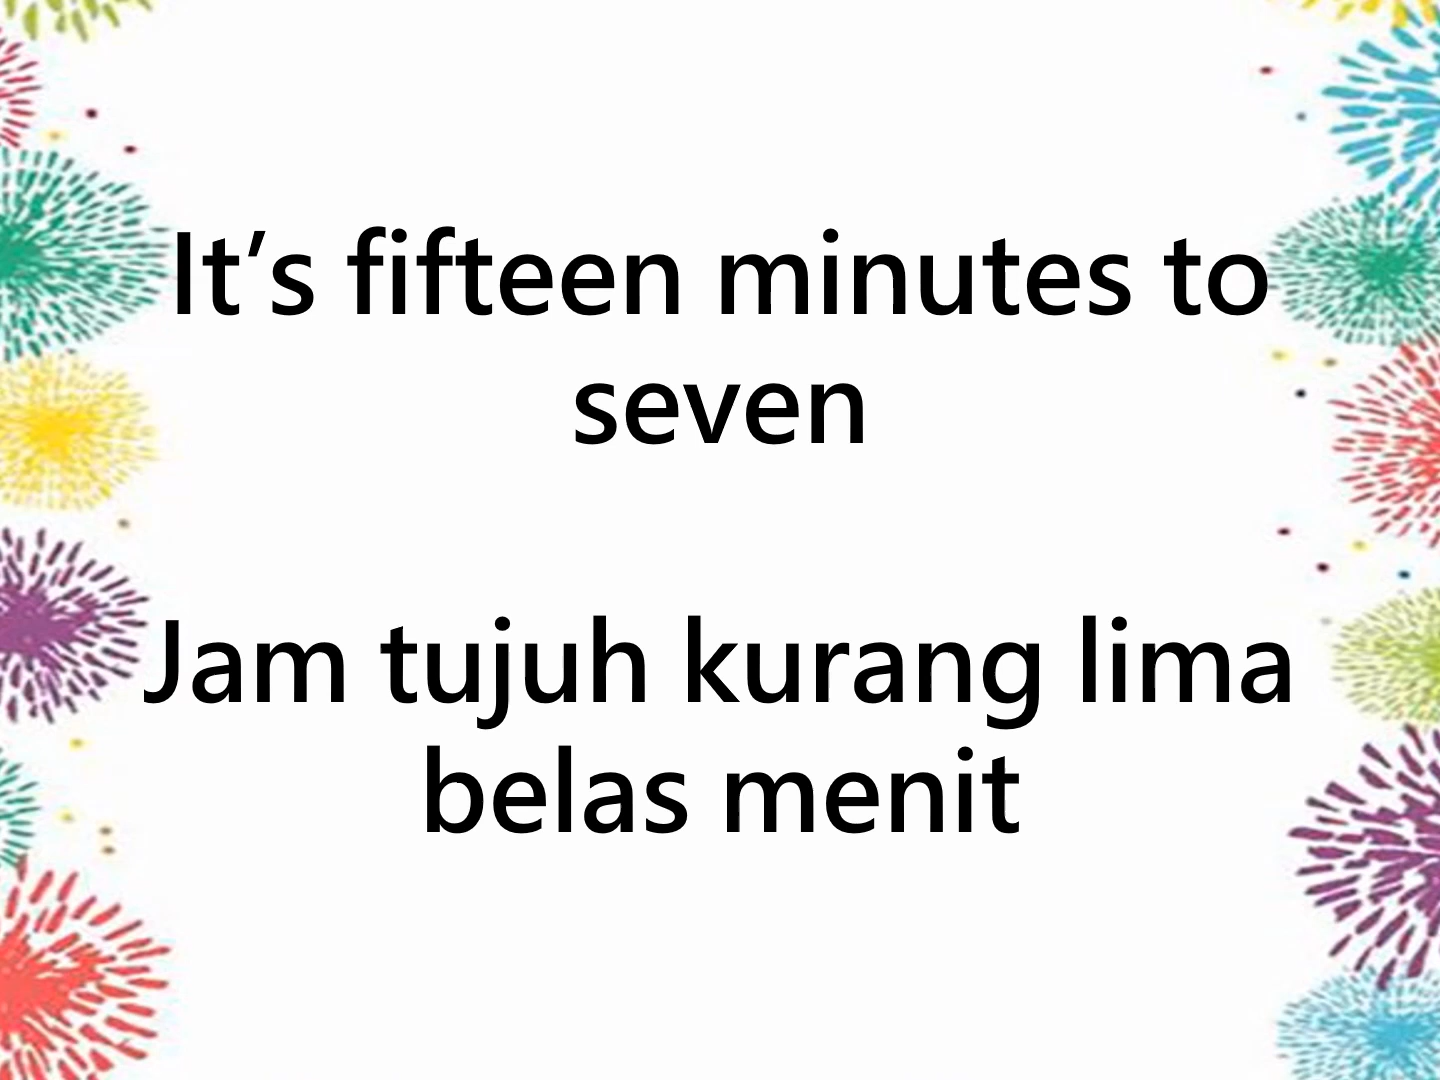 It’s fifteen minutes to
seven
Jam tujuh kurang lima
belas menit